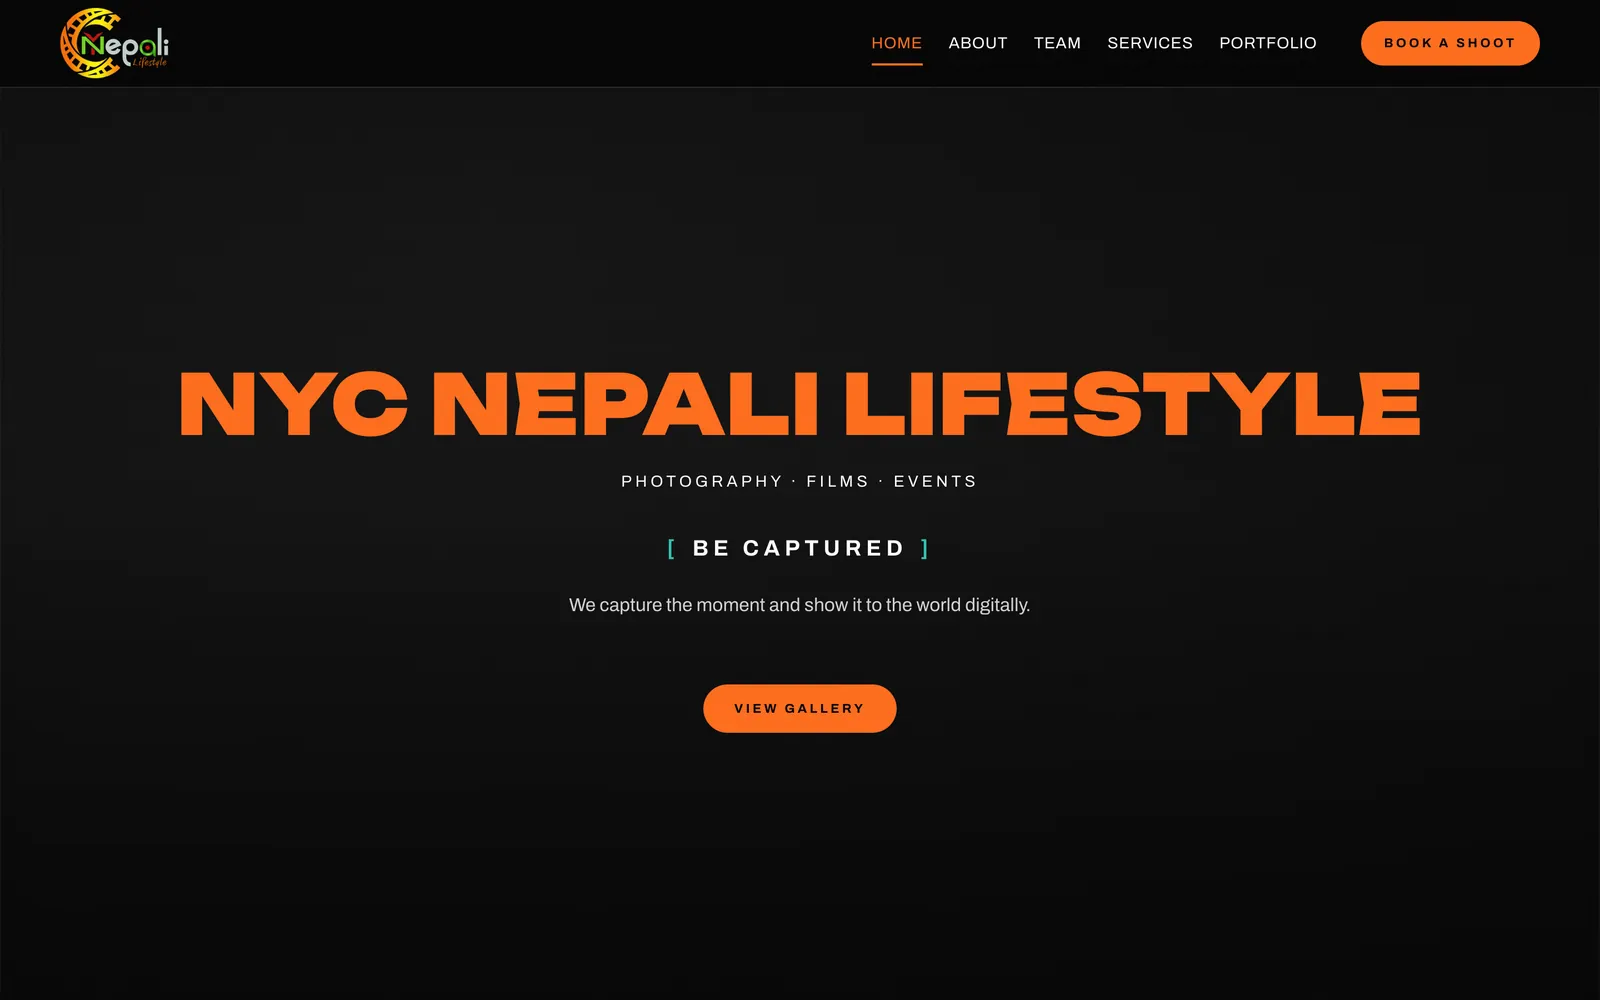 Nepali
Lifestyle
HOME ABOUT TEAM SERVICES PORTFOLIO BOOK A SHOOT
NYC NEPALI LIFESTYLE
PHOTOGRAPHY · FILMS · EVENTS
[ BE CAPTURED ]
We capture the moment and show it to the world digitally.
VIEW GALLERY